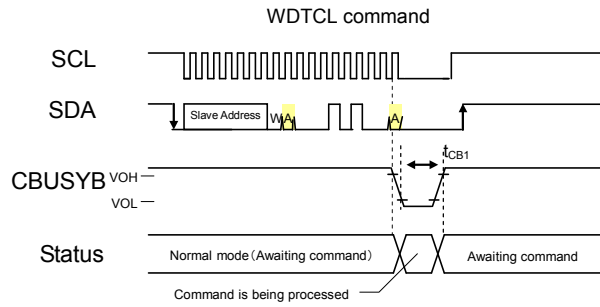 WDTCL command
SCL
SDA
Slave Address
W
A
A
tCB1
CBUSYB
VOH
VOL
Status
Normal mode(Awaiting command)
Awaiting command
Command is being processed